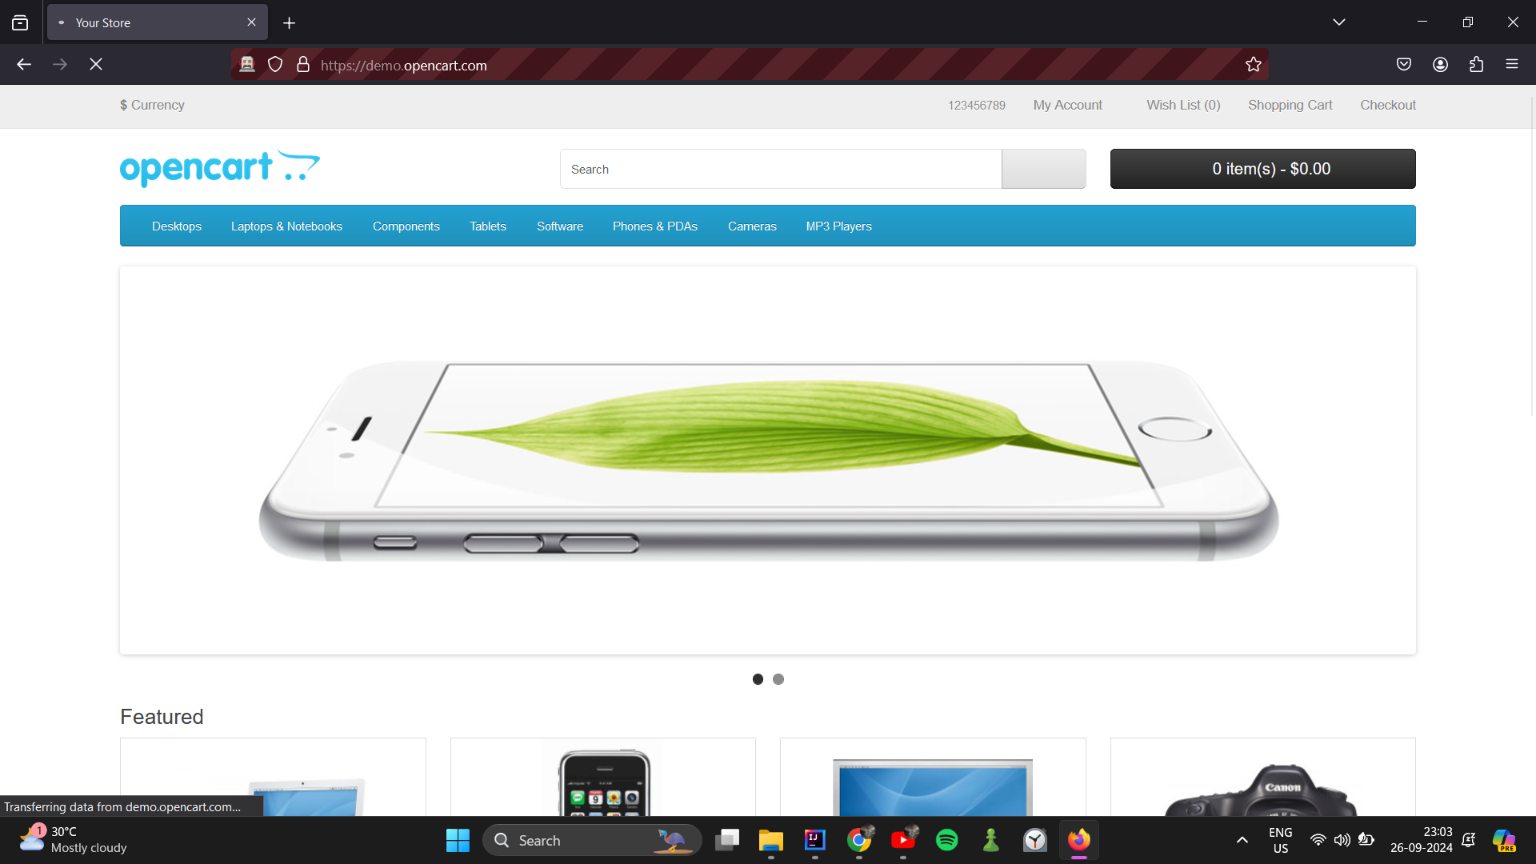 Your Store
https://demo.opencart.com
$ Currency
123456789 My Account Wish List (0) Shopping Cart Checkout
opencart
Search
0 item(s) - $0.00
Desktops Laptops & Notebooks Components Tablets Software Phones & PDAs Cameras MP3 Players
Featured
Canon
Transferring data from demo.opencart.com...
1
30°C
Mostly cloudy
Search
IJ
ENG
US
23:03
26-09-2024
PRE